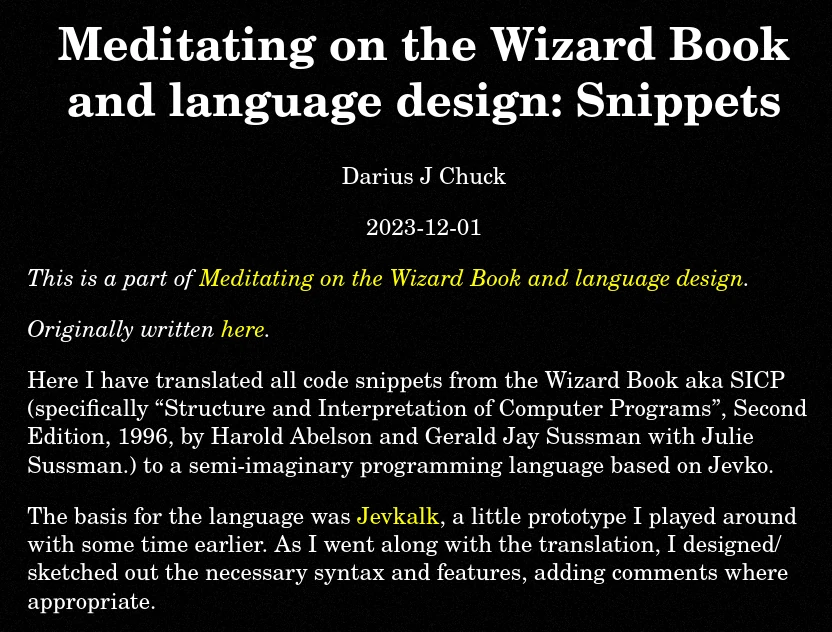 Meditating on the Wizard Book
and language design: Snippets
Darius J Chuck
2023-12-01
This is a part of Meditating on the Wizard Book and language design.
Originally written here.
Here I have translated all code snippets from the Wizard Book aka SICP
(specifically “Structure and Interpretation of Computer Programs”, Second
Edition, 1996, by Harold Abelson and Gerald Jay Sussman with Julie
Sussman.) to a semi-imaginary programming language based on Jevko.
The basis for the language was Jevkalk, a little prototype I played around
with some time earlier. As I went along with the translation, I designed/
sketched out the necessary syntax and features, adding comments where
appropriate.